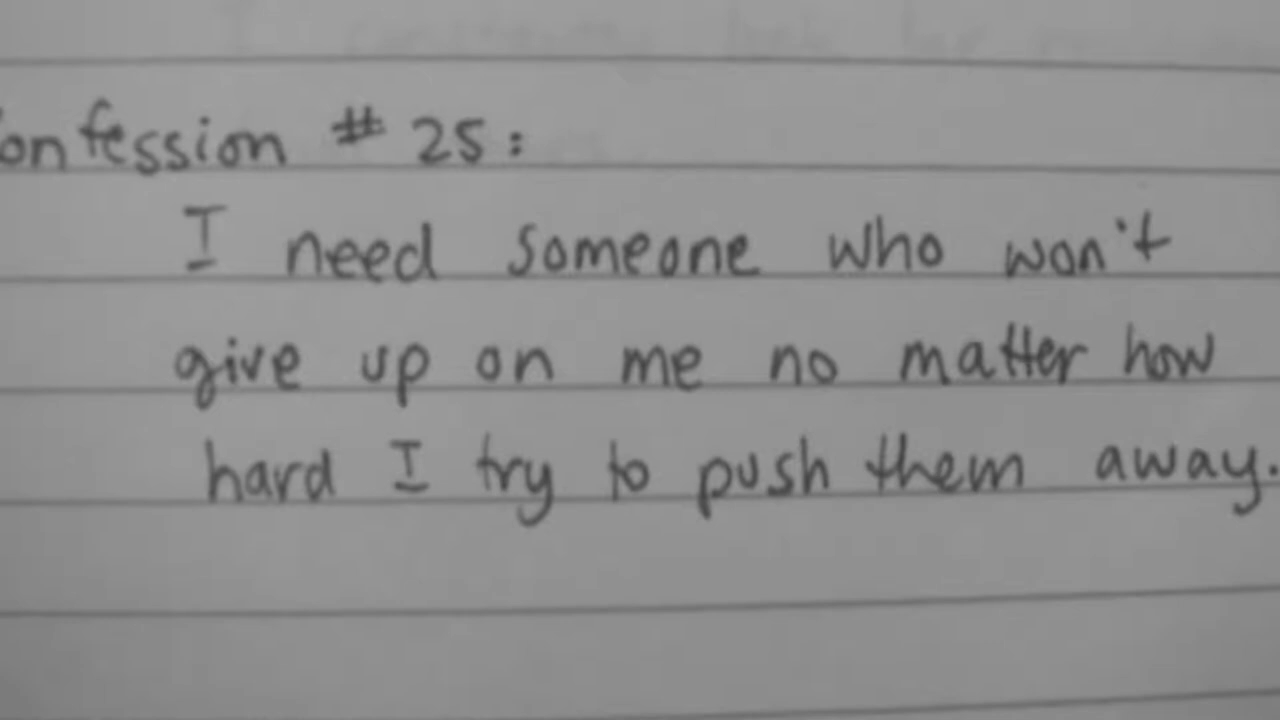 onfession # 25:
I need someone who won't
give up on me no matter how
hard I try to push them away.